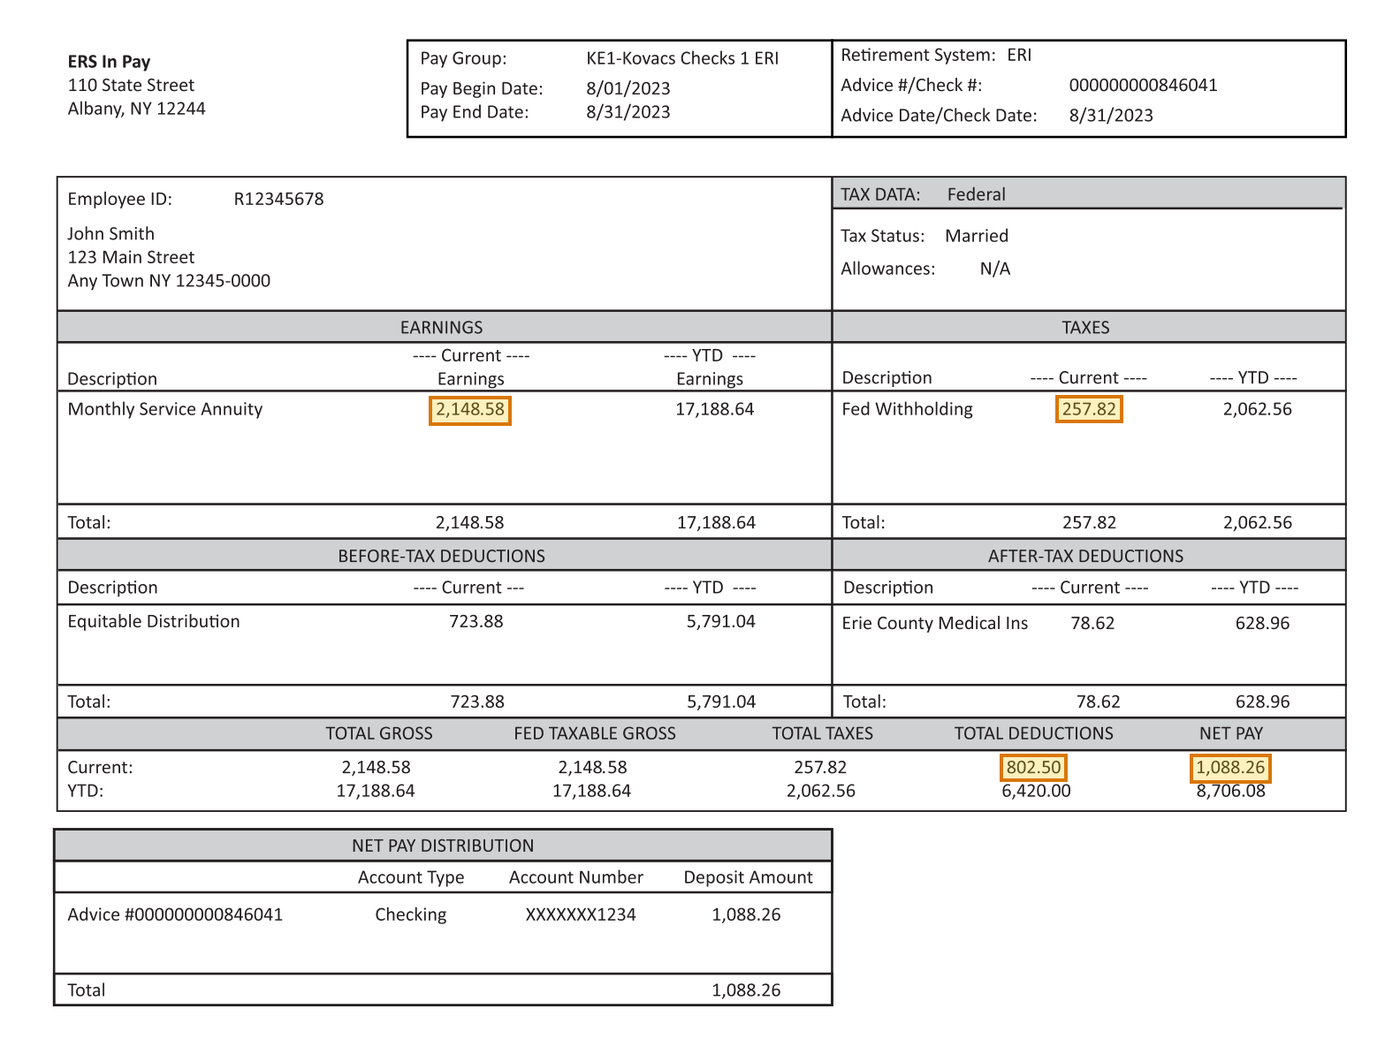 ERS In Pay
110 State Street
Albany, NY 12244
Pay Group: KE1-Kovacs Checks 1 ERI
Pay Begin Date: 8/01/2023
Pay End Date: 8/31/2023
Retirement System: ERI
Advice #/Check #: 000000000846041
Advice Date/Check Date: 8/31/2023
Employee ID: R12345678
John Smith
123 Main Street
Any Town NY 12345-0000
TAX DATA: Federal
Tax Status: Married
Allowances: N/A
EARNINGS
---- Current ---- ---- YTD ----
Description Earnings Earnings
Monthly Service Annuity 2,148.58 17,188.64
Total: 2,148.58 17,188.64
TAXES
Description ---- Current ---- ---- YTD ----
Fed Withholding 257.82 2,062.56
Total: 257.82 2,062.56
BEFORE-TAX DEDUCTIONS
Description ---- Current --- ---- YTD ----
Equitable Distribution 723.88 5,791.04
Total: 723.88 5,791.04
AFTER-TAX DEDUCTIONS
Description ---- Current ---- ---- YTD ----
Erie County Medical Ins 78.62 628.96
Total: 78.62 628.96
TOTAL GROSS FED TAXABLE GROSS TOTAL TAXES TOTAL DEDUCTIONS NET PAY
Current: 2,148.58 2,148.58 257.82 802.50 1,088.26
YTD: 17,188.64 17,188.64 2,062.56 6,420.00 8,706.08
NET PAY DISTRIBUTION
Account Type Account Number Deposit Amount
Advice #000000000846041 Checking XXXXXXX1234 1,088.26
Total 1,088.26